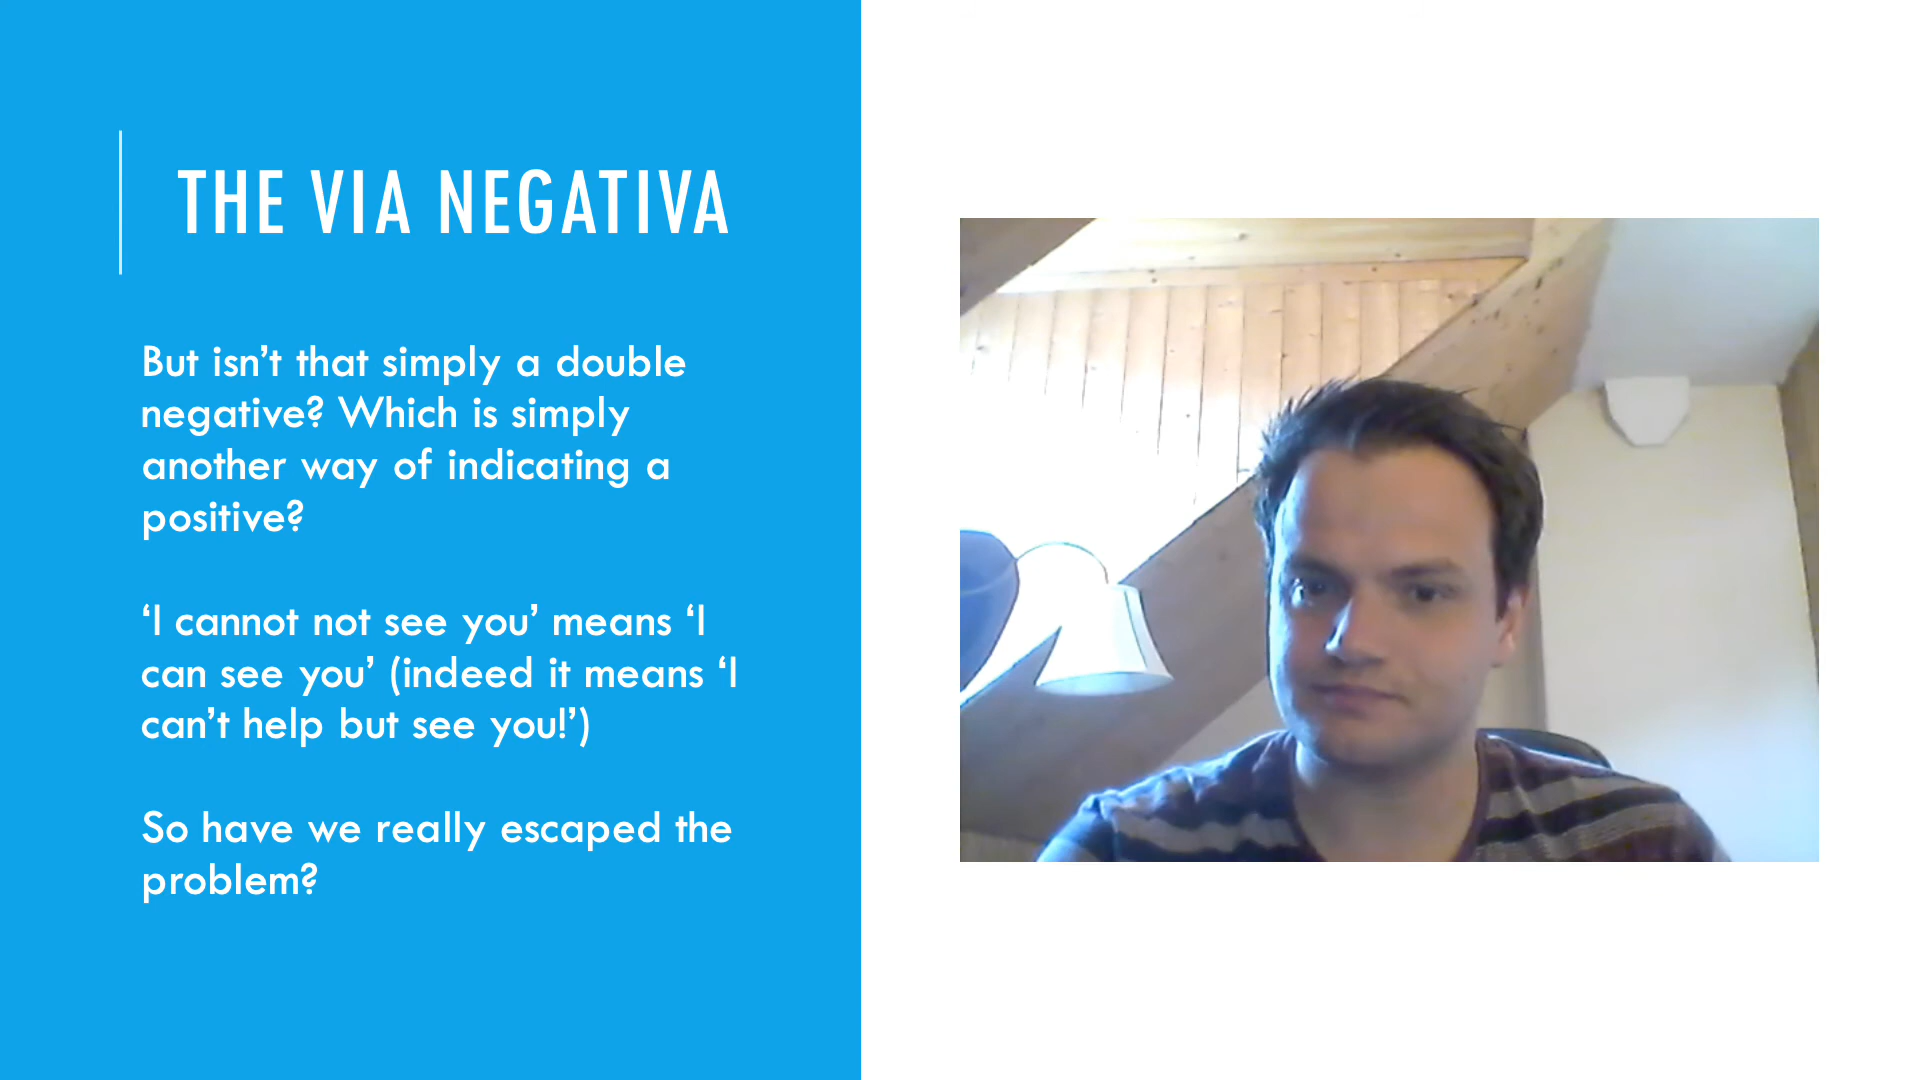 THE VIA NEGATIVA
But isn’t that simply a double
negative? Which is simply
another way of indicating a
positive?
‘I cannot not see you’ means ‘I
can see you’ (indeed it means ‘I
can’t help but see you!’)
So have we really escaped the
problem?